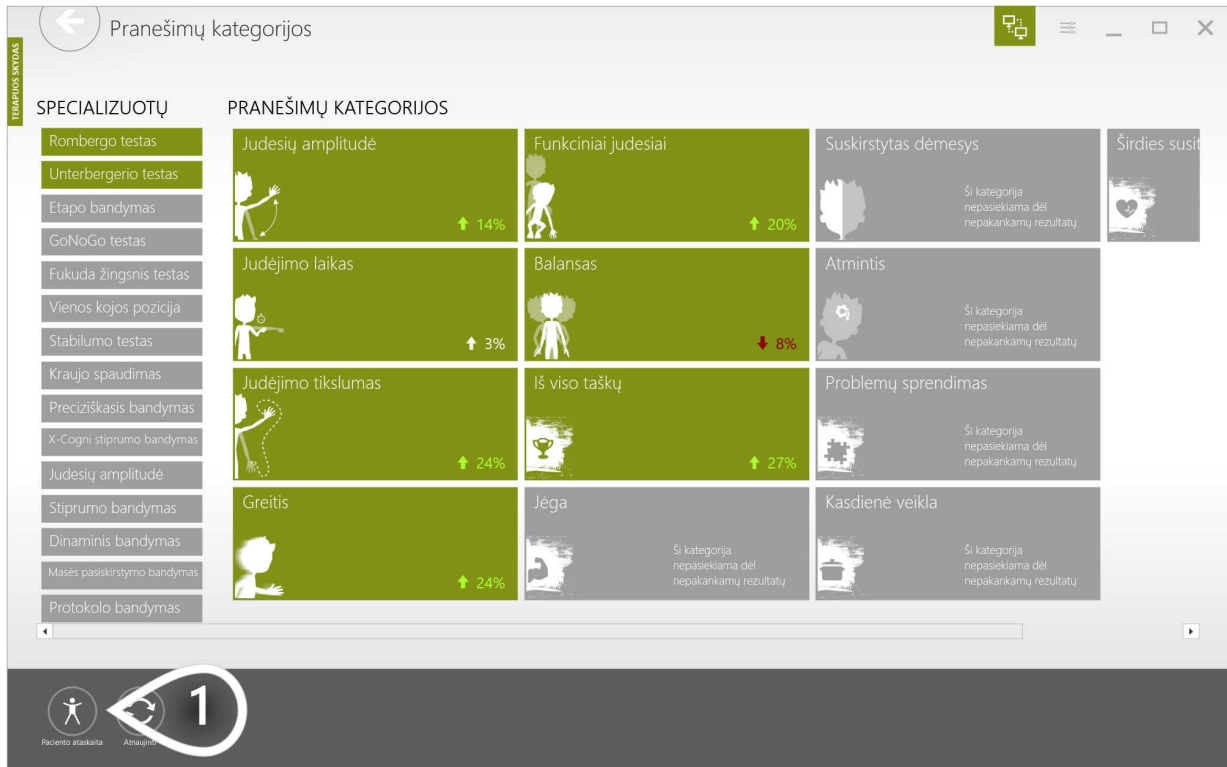 Pranešimų kategorijos
TERAPIJOS SKYDAS
SPECIALIZUOTŲ
Rombergo testas
Unterbergerio testas
Etapo bandymas
GoNoGo testas
Fukuda žingsnis testas
Vienos kojos pozicija
Stabilumo testas
Kraujo spaudimas
Preciziškasis bandymas
X-Cogni stiprumo bandymas
Judesių amplitudė
Stiprumo bandymas
Dinaminis bandymas
Masės pasiskirstymo bandymas
Protokolo bandymas
PRANEŠIMŲ KATEGORIJOS
Judesių amplitudė
14%
Judėjimo laikas
3%
Judėjimo tikslumas
24%
Greitis
24%
Funkciniai judesiai
20%
Balansas
8%
Iš viso taškų
27%
Jėga
Ši kategorija
nepasiekiama dėl
nepakankamų rezultatų
Suskirstytas dėmesys
Ši kategorija
nepasiekiama dėl
nepakankamų rezultatų
Atmintis
Ši kategorija
nepasiekiama dėl
nepakankamų rezultatų
Problemų sprendimas
Ši kategorija
nepasiekiama dėl
nepakankamų rezultatų
Kasdienė veikla
Ši kategorija
nepasiekiama dėl
nepakankamų rezultatų
Širdies susit
Paciento ataskaita
Atnaujinti
1